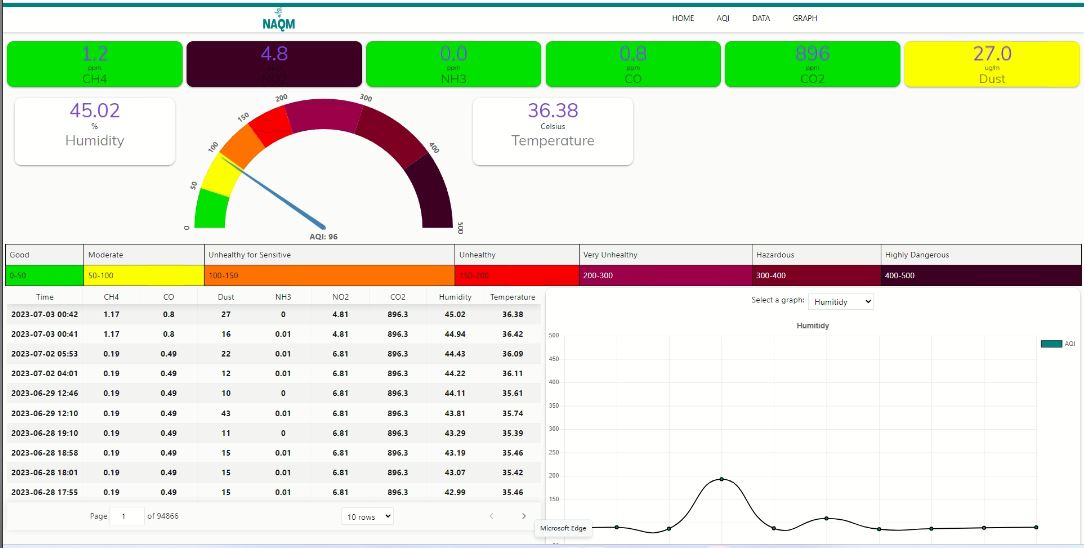 NAQM
HOME AQI DATA GRAPH
1.2 4.8 0.0 0.8 896 27.0
ppm ppm ppm ppm ug/m
CH4 NH3 CO CO2 Dust
45.02
%
Humidity
36.38
Celsius
Temperature
0 50 100 150 200 300 400 500
AQI: 96
Good Moderate Unhealthy for Sensitive Unhealthy Very Unhealthy Hazardous Highly Dangerous
0-50 50-100 100-150 150-200 200-300 300-400 400-500
Time CH4 CO Dust NH3 NO2 CO2 Humidity Temperature
2023-07-03 00:42 1.17 0.8 27 0 4.81 896.3 45.02 36.38
2023-07-03 00:41 1.17 0.8 16 0.01 4.81 896.3 44.94 36.42
2023-07-02 05:53 0.19 0.49 22 0.01 6.81 896.3 44.43 36.09
2023-07-02 04:01 0.19 0.49 12 0.01 6.81 896.3 44.22 36.11
2023-06-29 12:46 0.19 0.49 10 0 6.81 896.3 44.11 35.61
2023-06-29 12:10 0.19 0.49 43 0.01 6.81 896.3 43.81 35.74
2023-06-28 19:10 0.19 0.49 11 0 6.81 896.3 43.29 35.39
2023-06-28 18:58 0.19 0.49 15 0.01 6.81 896.3 43.19 35.46
2023-06-28 18:01 0.19 0.49 15 0.01 6.81 896.3 43.07 35.42
2023-06-28 17:55 0.19 0.49 15 0.01 6.81 896.3 42.99 35.46
Page 1 of 94866 10 rows
Select a graph: Humitidy
Humitidy
AQI
500
450
400
350
300
250
200
150
Microsoft Edge